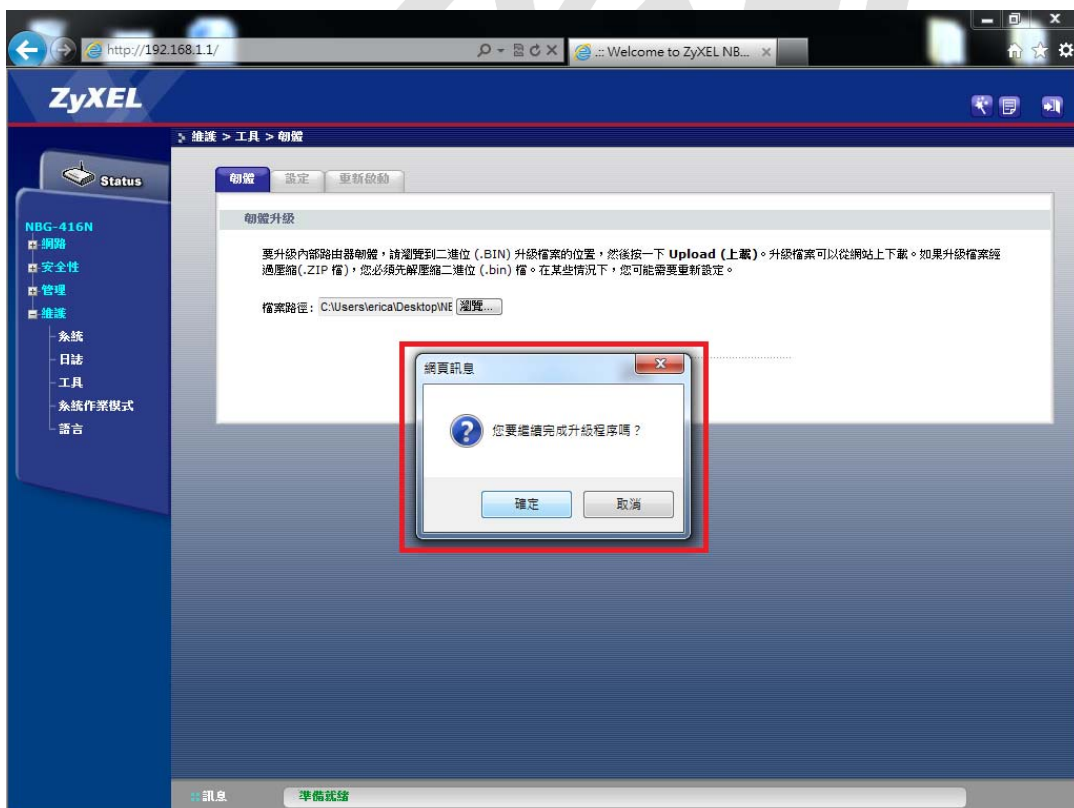 http://192.168.1.1/
.:: Welcome to ZyXEL NB...
ZyXEL
維護 > 工具 > 韌體
Status
韌體
設定
重新啟動
韌體升級
要升級內部路由器韌體，請瀏覽到二進位 (.BIN) 升級檔案的位置，然後按一下 Upload (上載)。升級檔案可以從網站上下載。如果升級檔案經
過壓縮(.ZIP 檔)，您必須先解壓縮二進位 (.bin) 檔。在某些情況下，您可能需要重新設定。
檔案路徑: C:\Users\erica\Desktop\NE 瀏覽...
NBG-416N
網路
安全性
管理
維護
系統
日誌
工具
系統作業模式
語言
網頁訊息
您要繼續完成升級程序嗎？
確定
取消
訊息
準備就緒